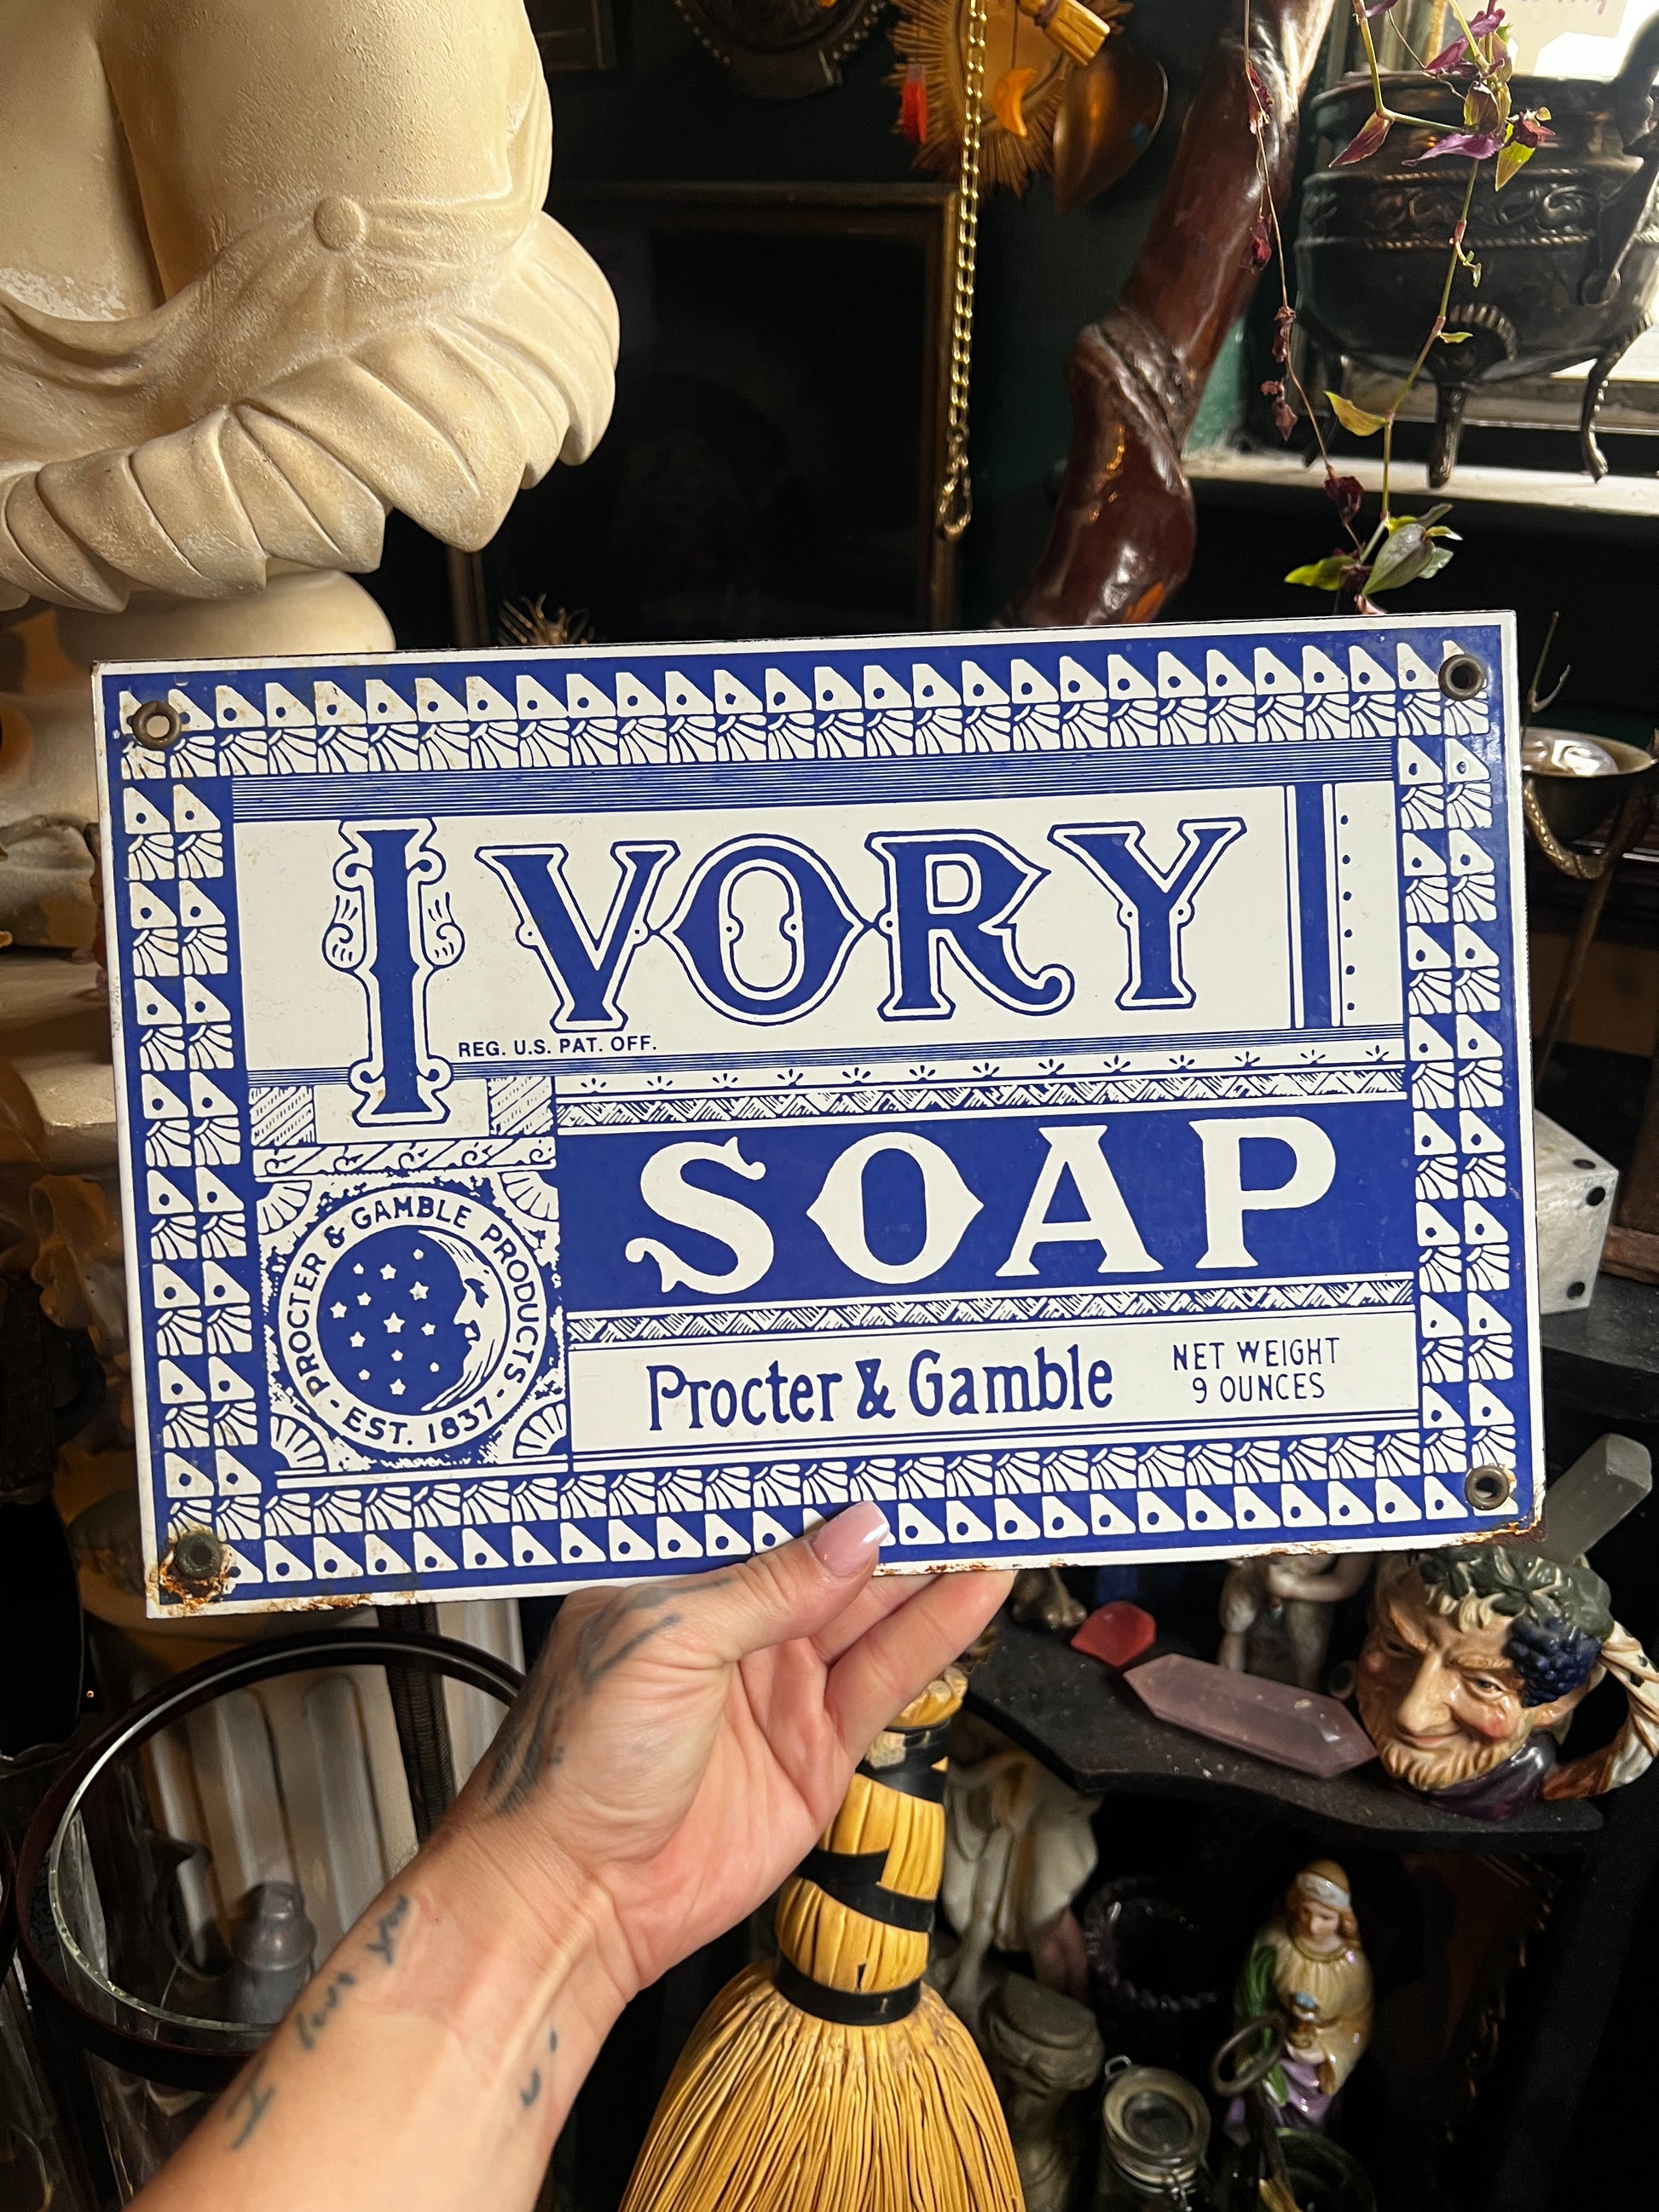 IVORY
REG. U.S. PAT. OFF.
SOAP
PROCTER & GAMBLE PRODUCTS · EST. 1837 ·
Procter & Gamble
NET WEIGHT
9 OUNCES